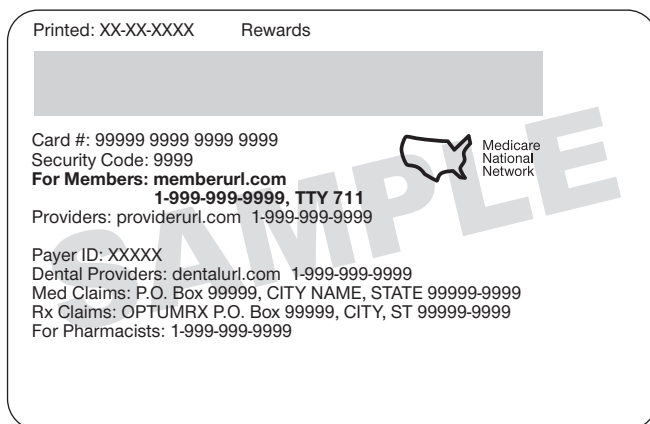 Printed: XX-XX-XXXX Rewards
Card #: 99999 9999 9999 9999
Security Code: 9999
For Members: memberurl.com
1-999-999-9999, TTY 711
Providers: providerurl.com 1-999-999-9999
Medicare
National
Network
Payer ID: XXXXX
Dental Providers: dentalurl.com 1-999-999-9999
Med Claims: P.O. Box 99999, CITY NAME, STATE 99999-9999
Rx Claims: OPTUMRX P.O. Box 99999, CITY, ST 99999-9999
For Pharmacists: 1-999-999-9999
SAMPLE